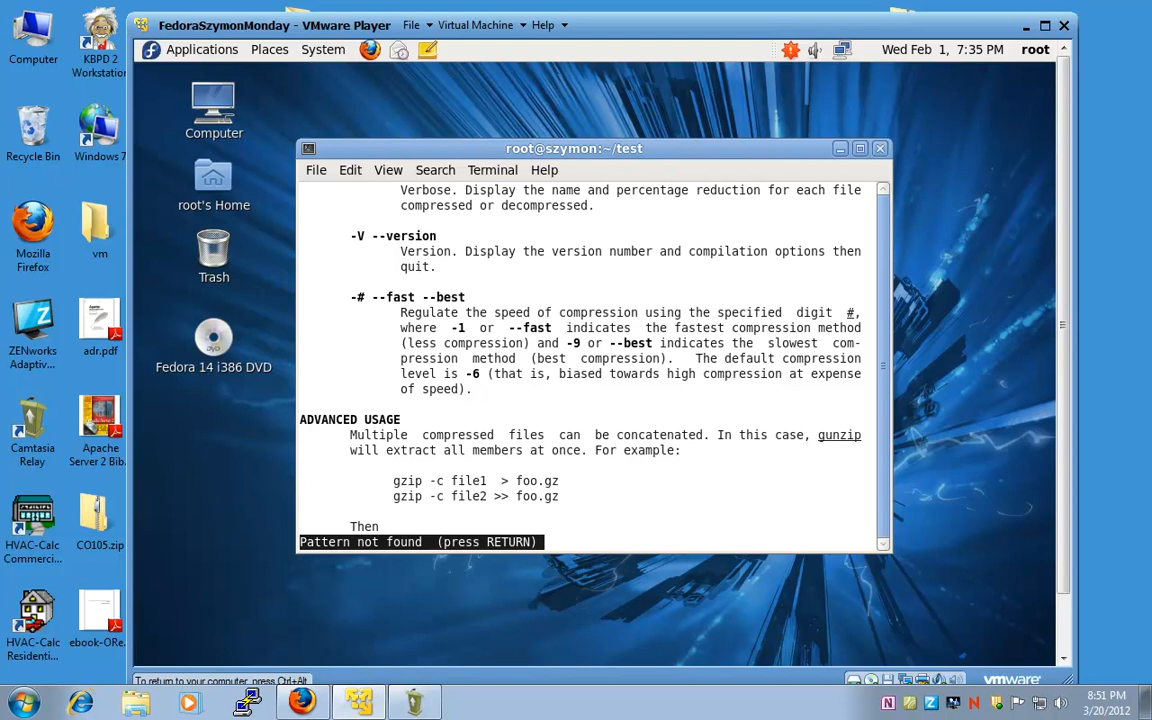 FedoraSzymonMonday - VMware Player File Virtual Machine Help
Applications Places System Wed Feb 1, 7:35 PM root
Computer
KBPD 2
Workstation
Recycle Bin
Windows 7
Mozilla
Firefox
vm
ZENworks
Adaptiv...
adr.pdf
Camtasia
Relay
Apache
Server 2 Bib...
HVAC-Calc
Commerci...
CO105.zip
HVAC-Calc
Residenti...
ebook-ORe...
Computer
root's Home
Trash
Fedora 14 i386 DVD
root@szymon:~/test
File Edit View Search Terminal Help
Verbose. Display the name and percentage reduction for each file
compressed or decompressed.
-V --version
Version. Display the version number and compilation options then
quit.
-# --fast --best
Regulate the speed of compression using the specified digit #,
where -1 or --fast indicates the fastest compression method
(less compression) and -9 or --best indicates the slowest com-
pression method (best compression). The default compression
level is -6 (that is, biased towards high compression at expense
of speed).
ADVANCED USAGE
Multiple compressed files can be concatenated. In this case, gunzip
will extract all members at once. For example:
gzip -c file1 > foo.gz
gzip -c file2 >> foo.gz
Then
Pattern not found (press RETURN)
To return to your computer, press Ctrl+Alt.
vmware
8:51 PM
3/20/2012